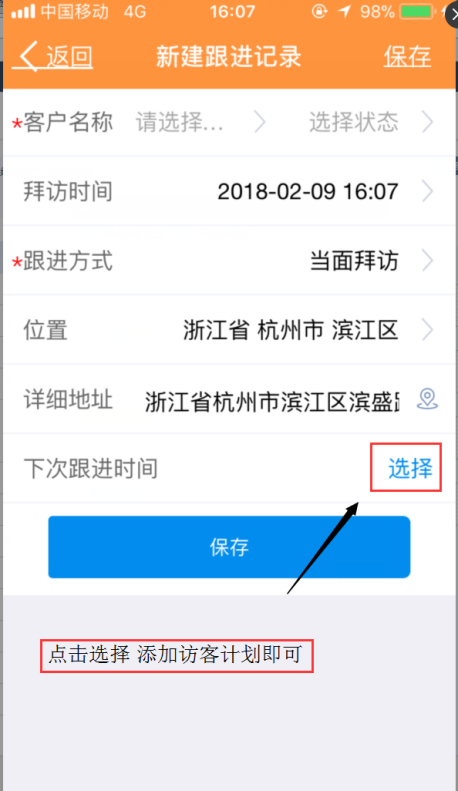 中国移动 4G 16:07 98%
返回 新建跟进记录 保存
*客户名称 请选择... 选择状态
拜访时间 2018-02-09 16:07
*跟进方式 当面拜访
位置 浙江省 杭州市 滨江区
详细地址 浙江省杭州市滨江区滨盛
下次跟进时间 选择
保存
点击选择 添加访客计划即可